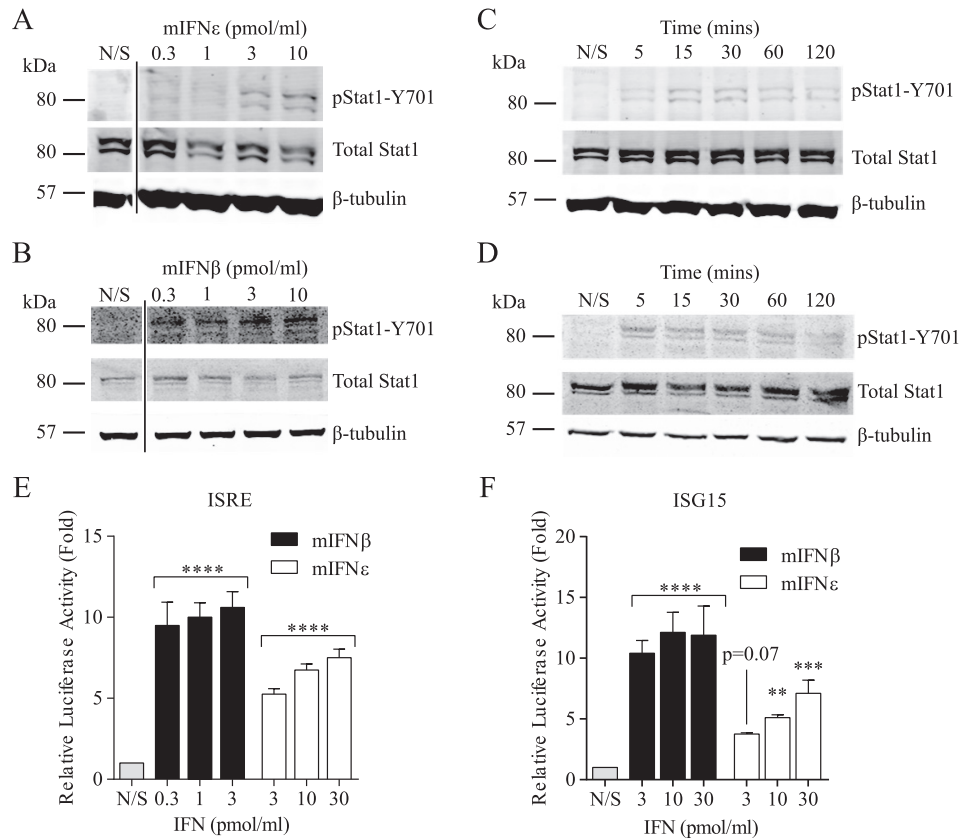 A
mIFNε (pmol/ml)
N/S 0.3 1 3 10
kDa
80
pStat1-Y701
80
Total Stat1
57
β-tubulin
C
Time (mins)
N/S 5 15 30 60 120
kDa
80
pStat1-Y701
80
Total Stat1
57
β-tubulin
B
mIFNβ (pmol/ml)
N/S 0.3 1 3 10
kDa
80
pStat1-Y701
80
Total Stat1
57
β-tubulin
D
Time (mins)
N/S 5 15 30 60 120
kDa
80
pStat1-Y701
80
Total Stat1
57
β-tubulin
E
ISRE
Relative Luciferase Activity (Fold)
15
10
5
0
mIFNβ
mIFNε
****
****
N/S 0.3 1 3 3 10 30
IFN (pmol/ml)
F
ISG15
Relative Luciferase Activity (Fold)
20
15
10
5
0
mIFNβ
mIFNε
****
p=0.07
**
***
N/S 3 10 30 3 10 30
IFN (pmol/ml)